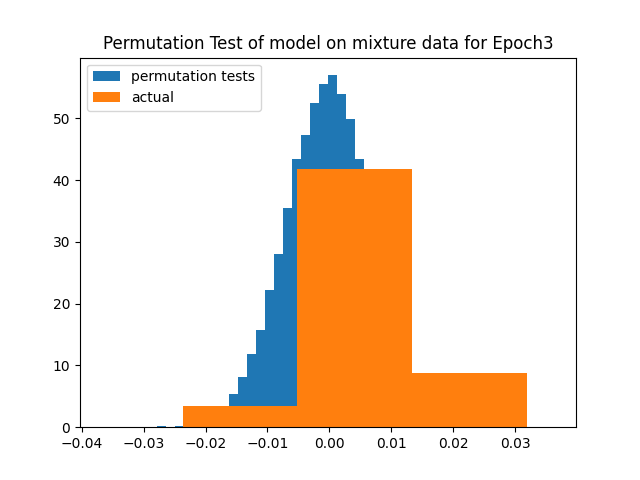 Permutation Test of model on mixture data for Epoch3
permutation tests
actual
50
40
30
20
10
0
−0.04 −0.03 −0.02 −0.01 0.00 0.01 0.02 0.03